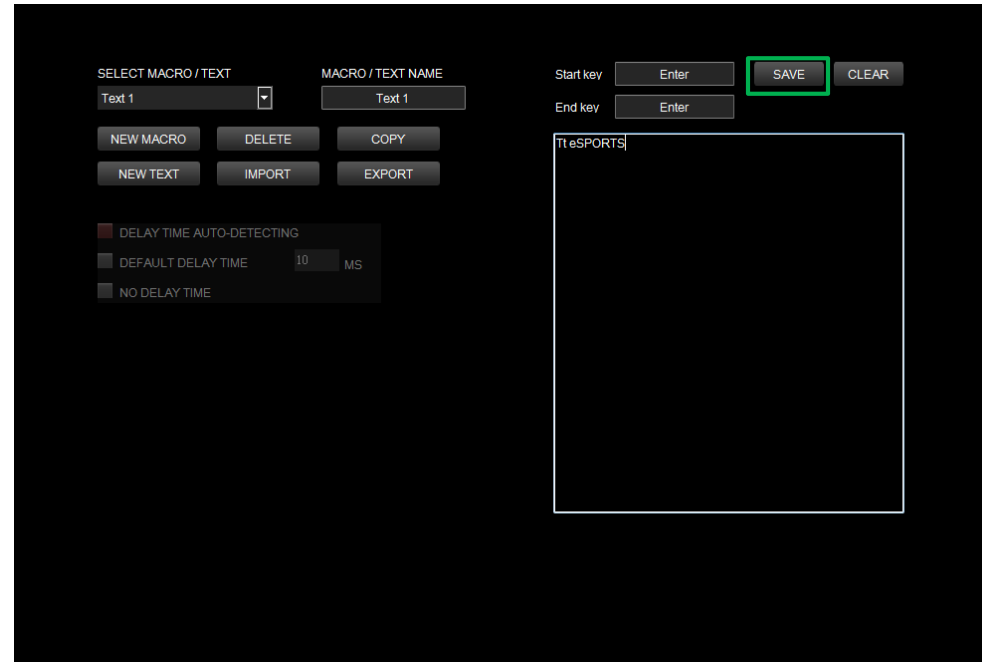 SELECT MACRO / TEXT
MACRO / TEXT NAME
Text 1
Text 1
NEW MACRO
DELETE
COPY
NEW TEXT
IMPORT
EXPORT
DELAY TIME AUTO-DETECTING
DEFAULT DELAY TIME
10
MS
NO DELAY TIME
Start key
Enter
SAVE
CLEAR
End key
Enter
Tt eSPORTS